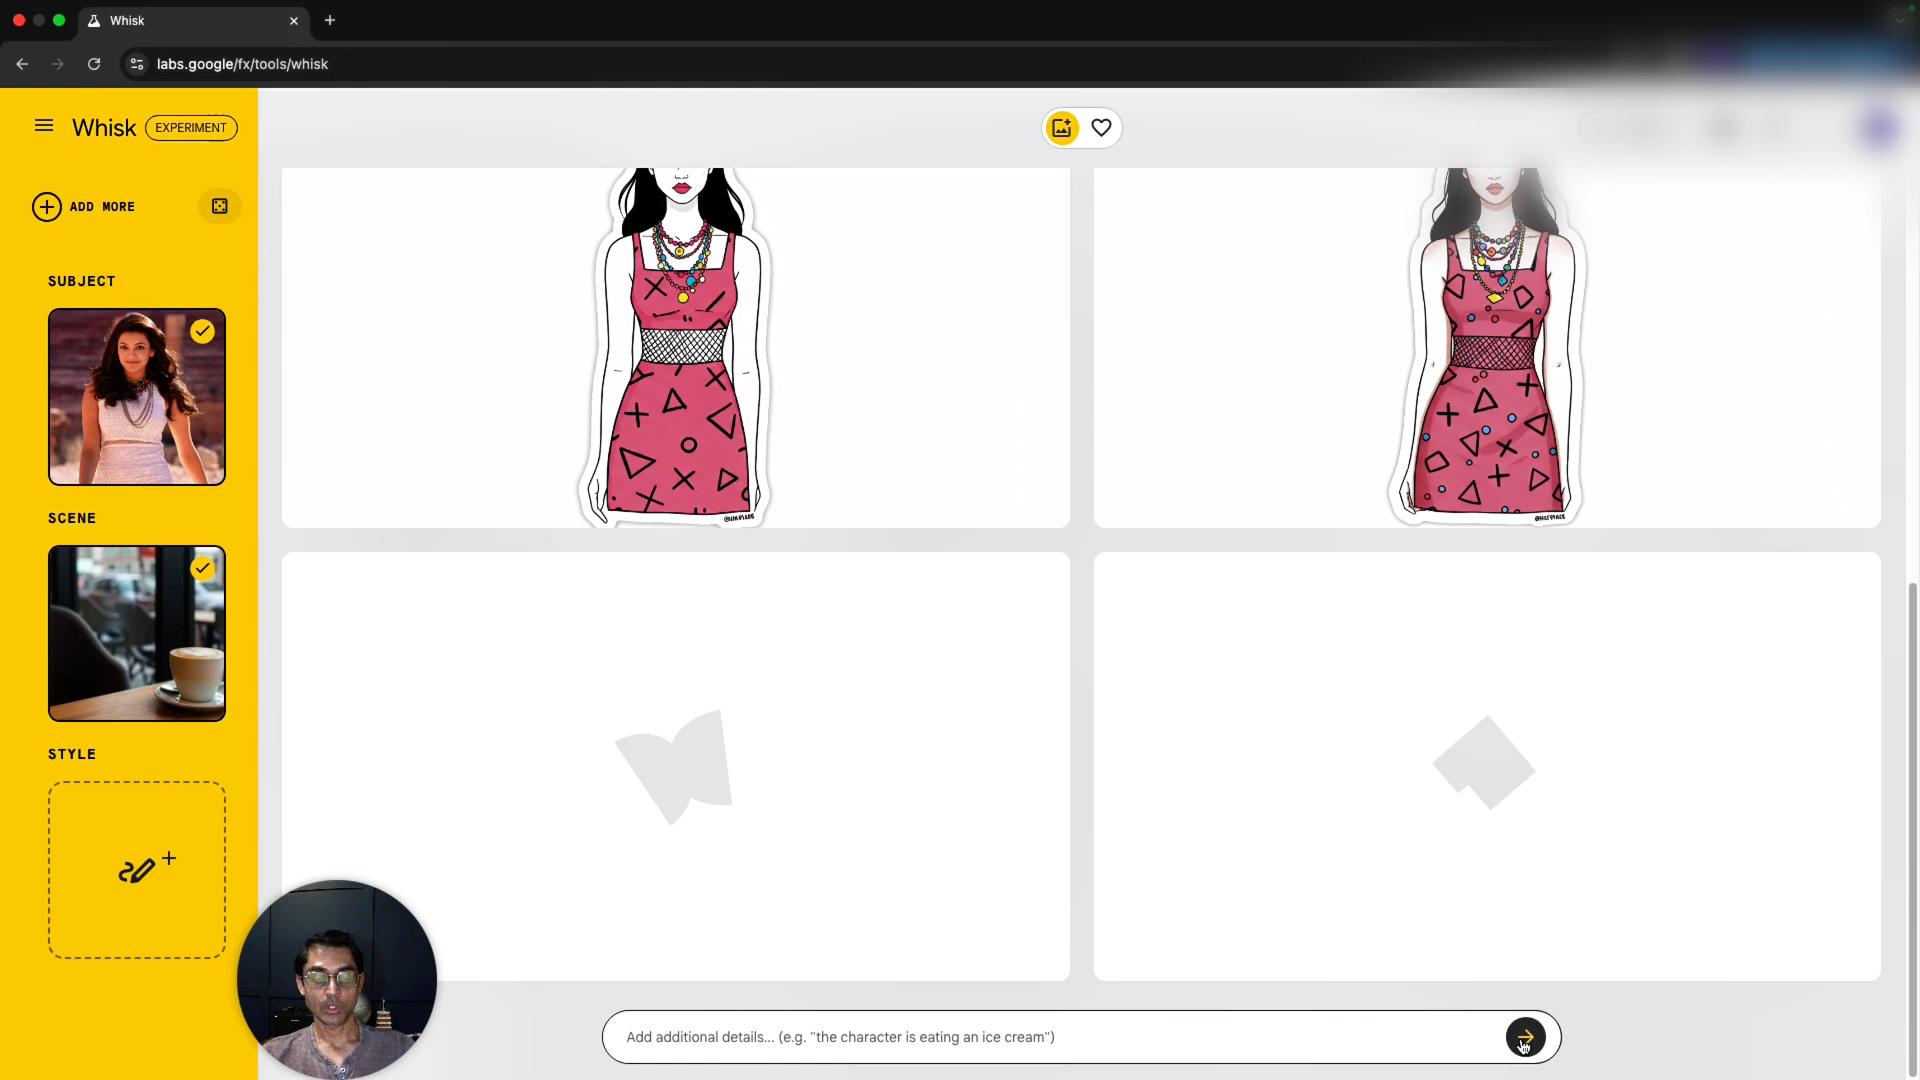 Whisk
labs.google/fx/tools/whisk
Whisk EXPERIMENT
ADD MORE
SUBJECT
SCENE
STYLE
Add additional details... (e.g. "the character is eating an ice cream")